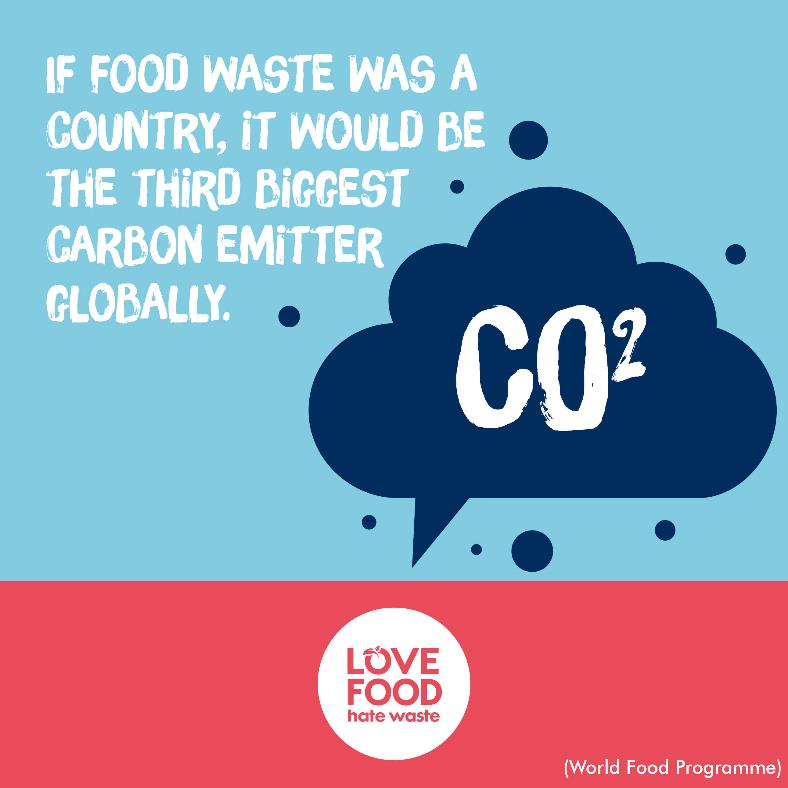 IF FOOD WASTE WAS A
COUNTRY, IT WOULD BE
THE THIRD BIGGEST
CARBON EMITTER
GLOBALLY.
CO²
LOVE
FOOD
hate waste
(World Food Programme)